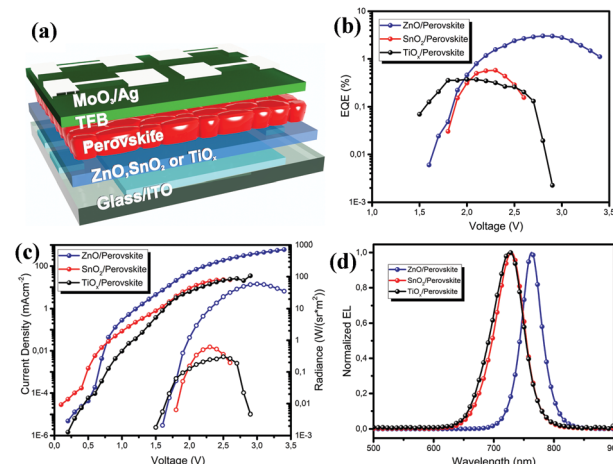 (a)
MoO3/Ag
TFB
Perovskife
ZnO,SnO2 or TiOx
Glass/ITO
(b)
ZnO/Perovskite
SnO2/Perovskite
TiOx/Perovskite
EQE (%)
10
1
0,1
0,01
1E-3
1,0 1,5 2,0 2,5 3,0 3,5
Voltage (V)
(c)
ZnO/Perovskite
SnO2/Perovskite
TiOx/Perovskite
Current Density (mAcm-2)
100
1
0,01
1E-4
1E-6
Radiance (W/(sr*m2)
1000
100
10
1
0,1
0,01
1E-3
0,0 0,5 1,0 1,5 2,0 2,5 3,0 3,5
Voltage (V)
(d)
ZnO/Perovskite
SnO2/Perovskite
TiOx/Perovskite
Normalized EL
1,0
0,8
0,6
0,4
0,2
0,0
500 600 700 800 900
Wavelength (nm)